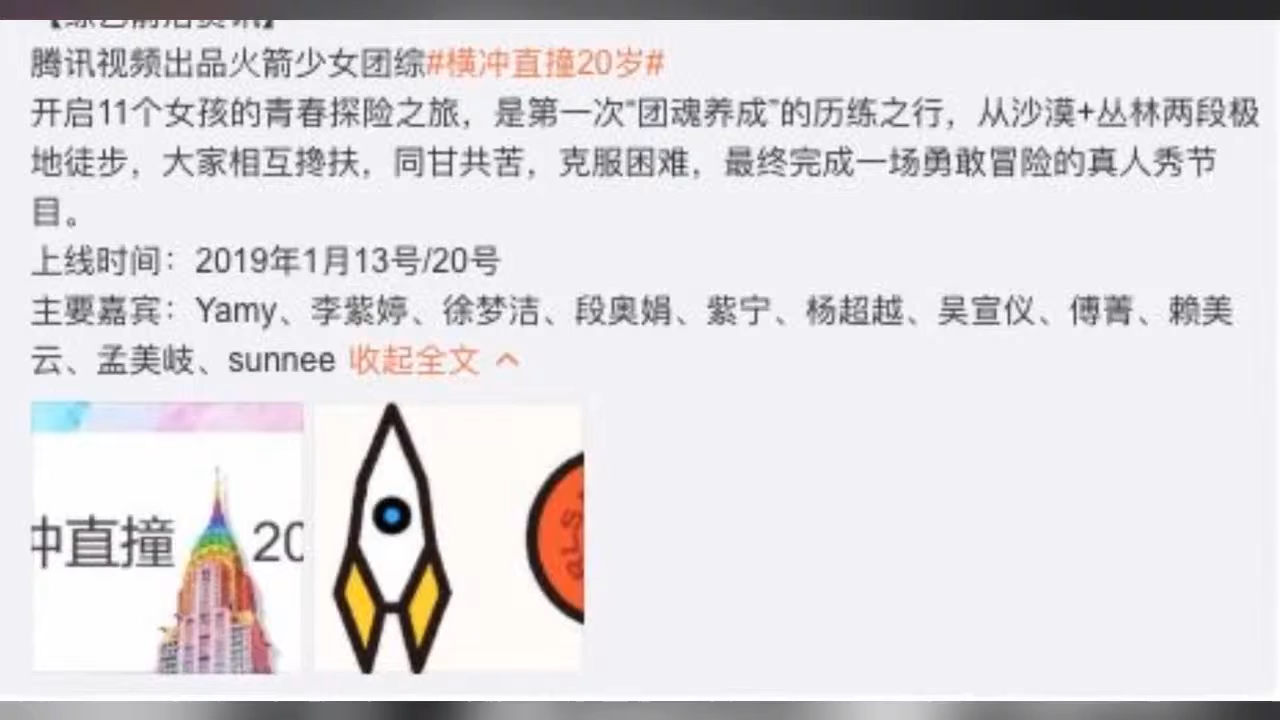 腾讯视频出品火箭少女团综#横冲直撞20岁#
开启11个女孩的青春探险之旅，是第一次“团魂养成”的历练之行，从沙漠+丛林两段极
地徒步，大家相互搀扶，同甘共苦，克服困难，最终完成一场勇敢冒险的真人秀节
目。
上线时间：2019年1月13号/20号
主要嘉宾：Yamy、李紫婷、徐梦洁、段奥娟、紫宁、杨超越、吴宣仪、傅菁、赖美
云、孟美岐、sunnee 收起全文
冲直撞 20